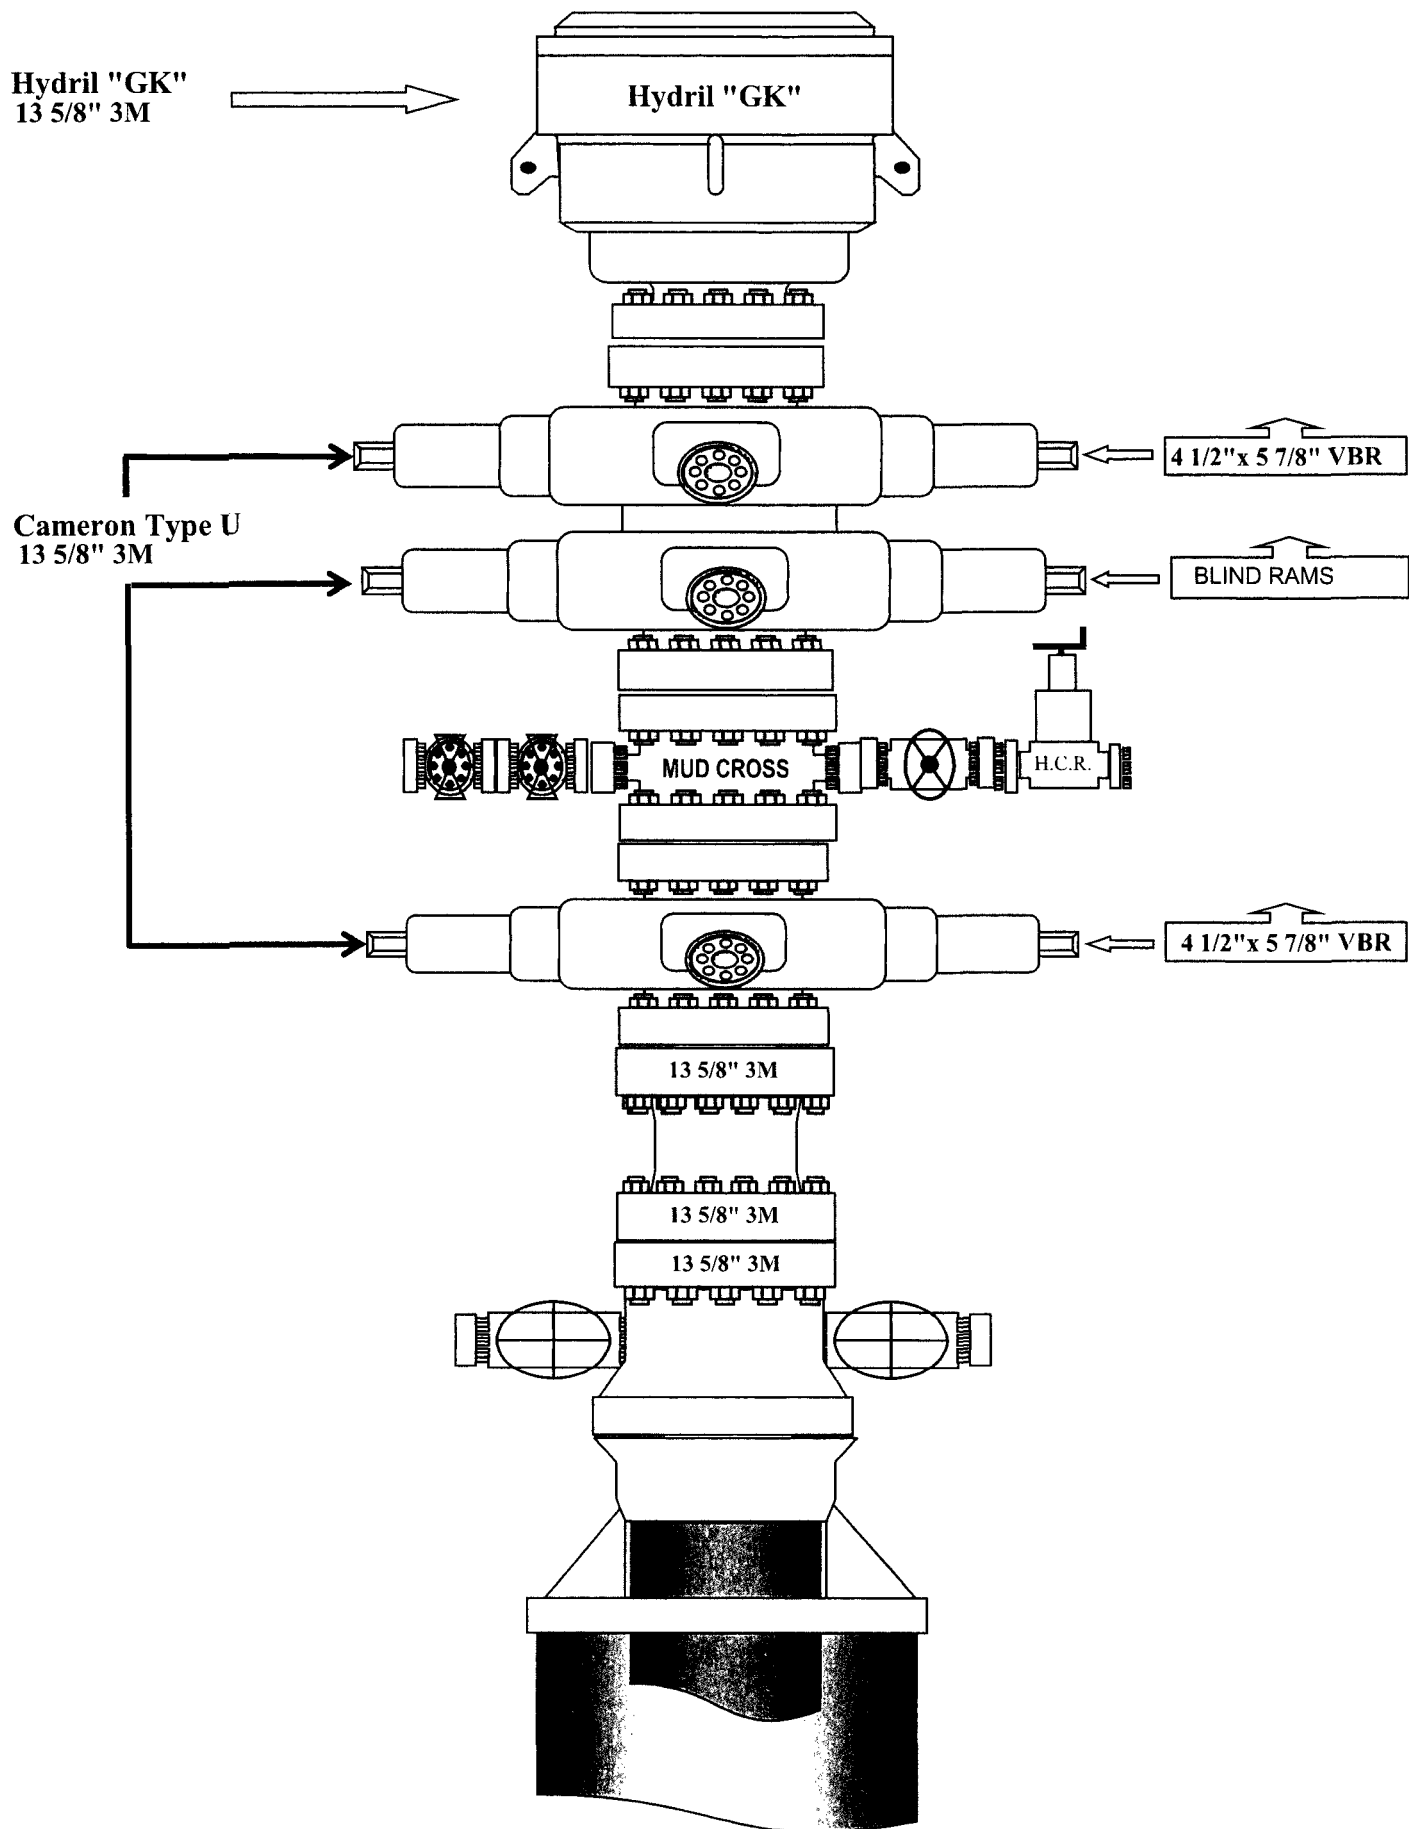 Hydril "GK"
13 5/8" 3M
Hydril "GK"
4 1/2"x 5 7/8" VBR
Cameron Type U
13 5/8" 3M
BLIND RAMS
MUD CROSS
H.C.R.
4 1/2"x 5 7/8" VBR
13 5/8" 3M
13 5/8" 3M
13 5/8" 3M